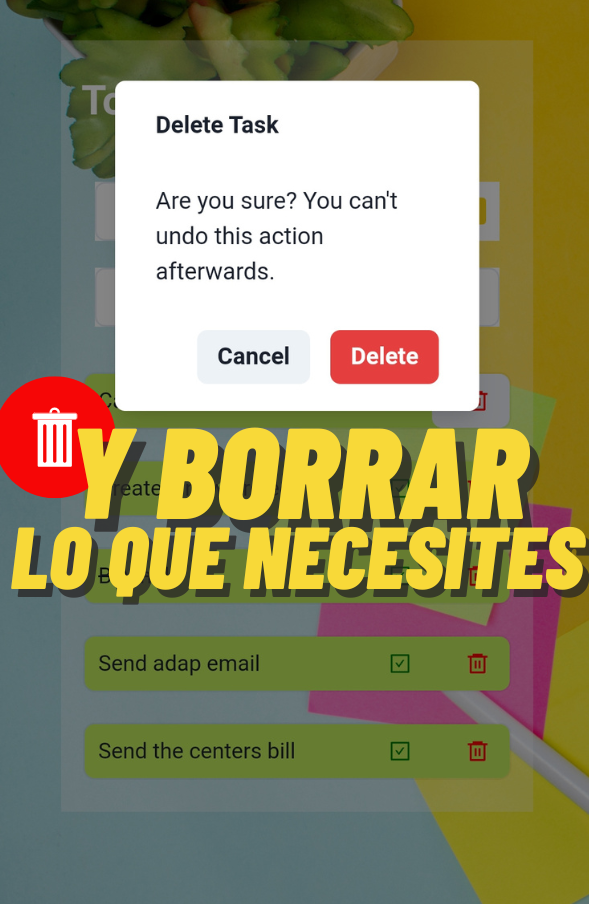 To
Delete Task
Are you sure? You can't
undo this action
afterwards.
Cancel
Delete
Y BORRAR
LO QUE NECESITES
Send adap email
Send the centers bill